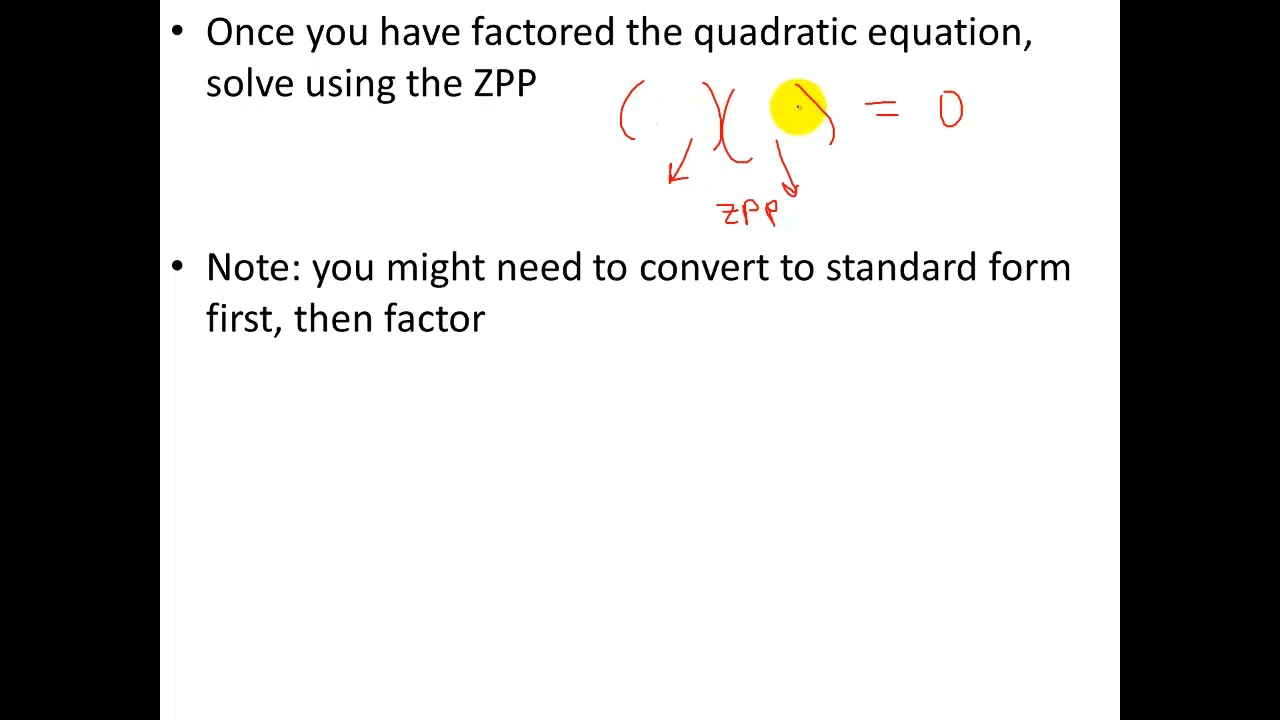 • Once you have factored the quadratic equation,
solve using the ZPP
( )( ) = 0
ZPP
• Note: you might need to convert to standard form
first, then factor